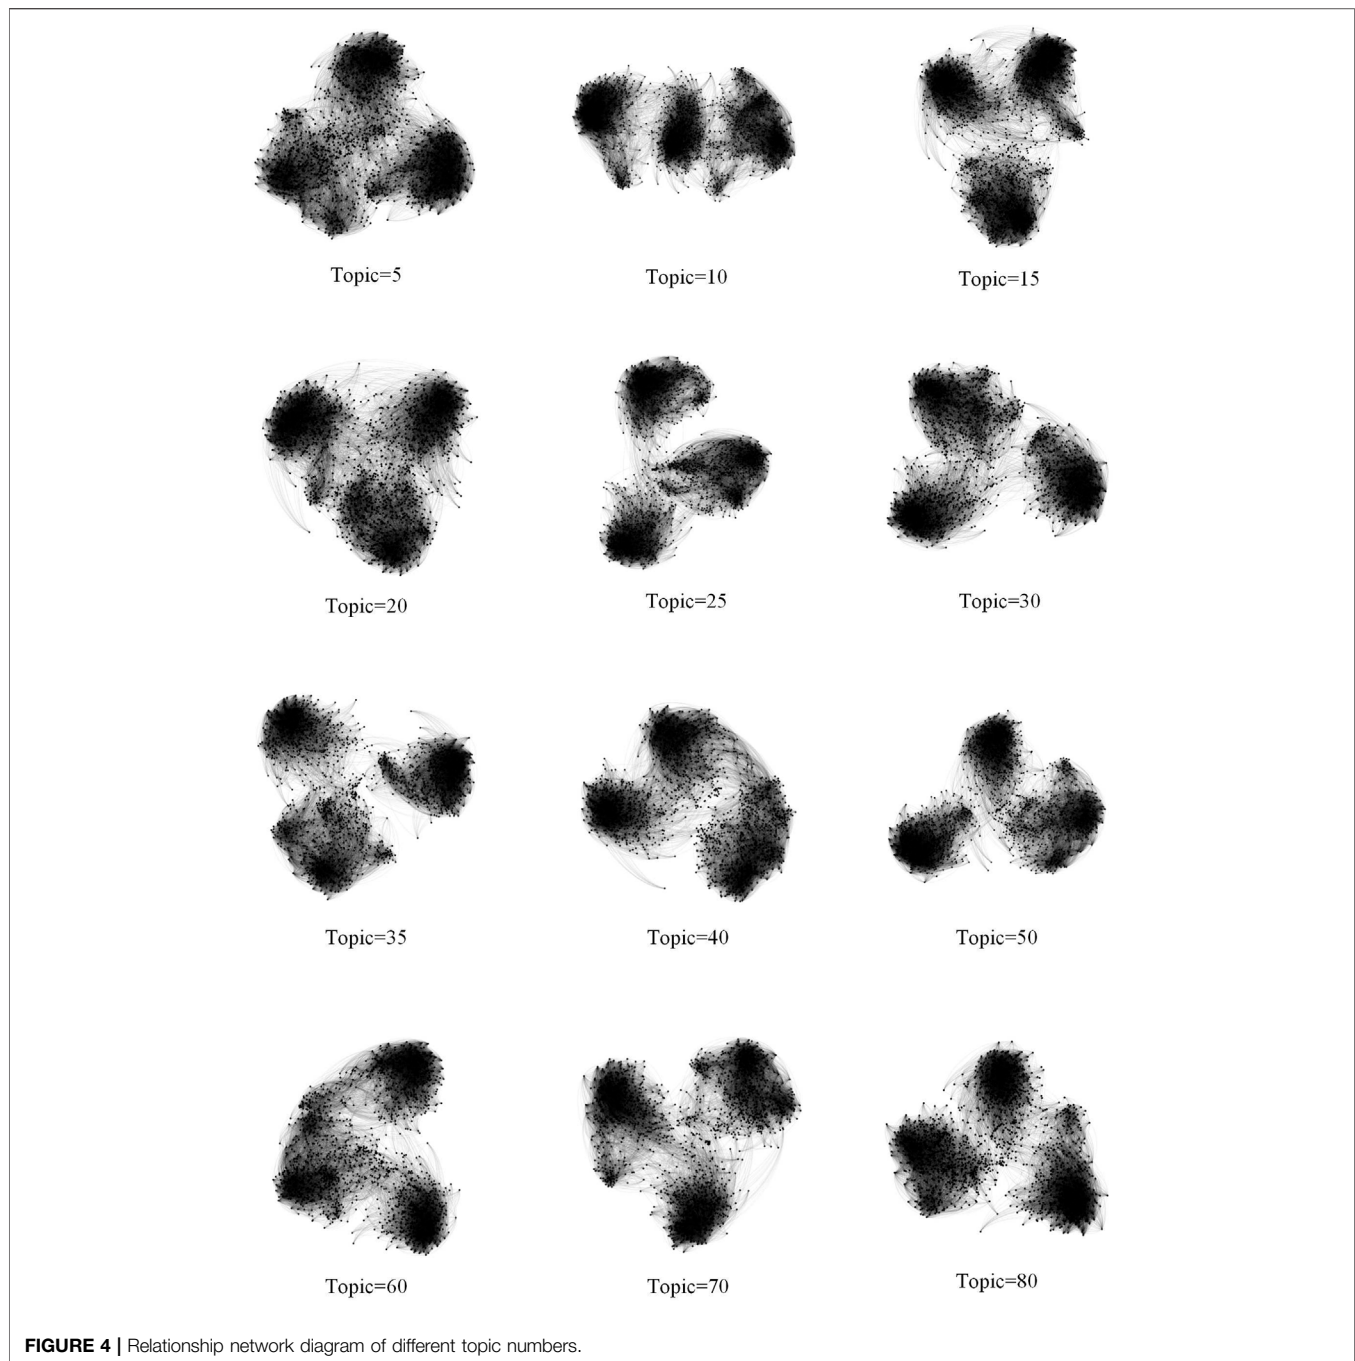 Topic=5
Topic=10
Topic=15
Topic=20
Topic=25
Topic=30
Topic=35
Topic=40
Topic=50
Topic=60
Topic=70
Topic=80
FIGURE 4 | Relationship network diagram of different topic numbers.